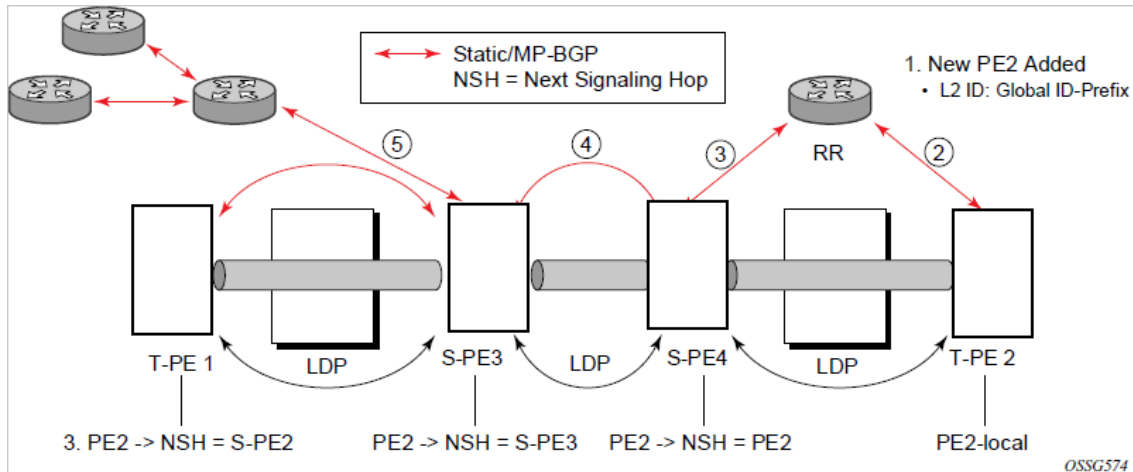 Static/MP-BGP
NSH = Next Signaling Hop
1. New PE2 Added
• L2 ID: Global ID-Prefix
5
4
3
RR
2
T-PE 1
LDP
S-PE3
LDP
S-PE4
LDP
T-PE 2
3. PE2 -> NSH = S-PE2
PE2 -> NSH = S-PE3
PE2 -> NSH = PE2
PE2-local
OSSG574